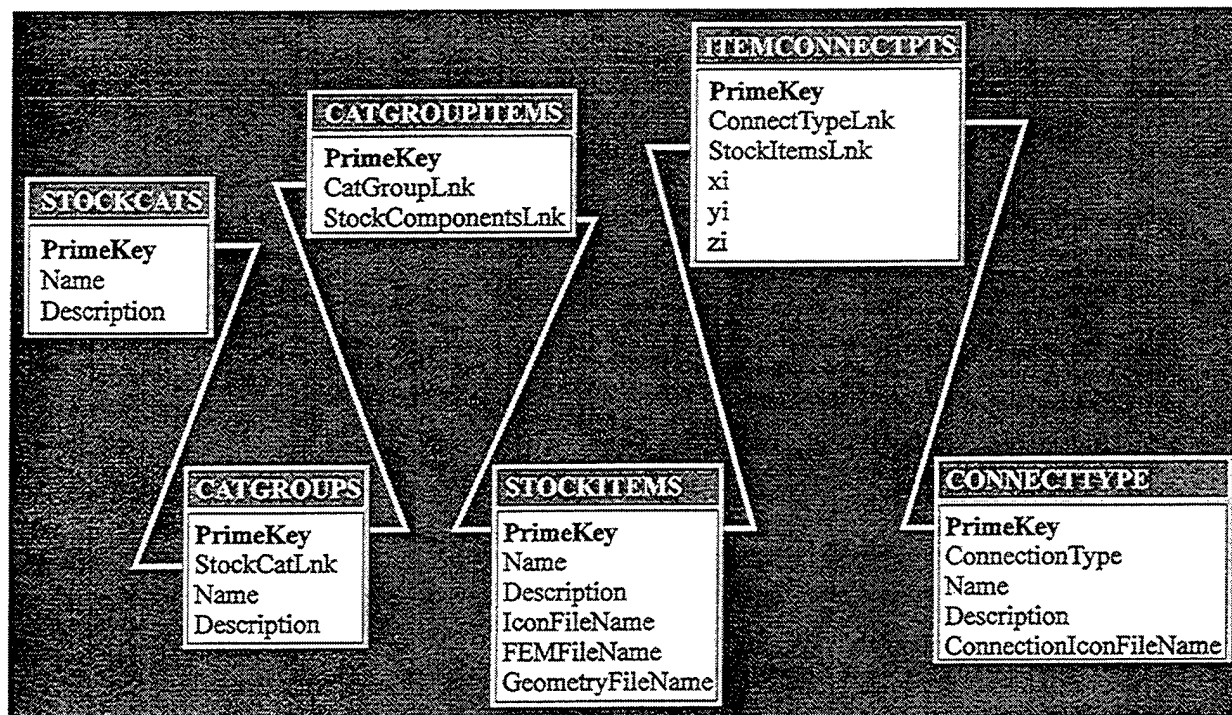 STOCKCATS
PrimeKey
Name
Description
CATGROUPITEMS
PrimeKey
CatGroupLnk
StockComponentsLnk
ITEMCONNECTPTS
PrimeKey
ConnectTypeLnk
StockItemsLnk
xi
yi
zi
CATGROUPS
PrimeKey
StockCatLnk
Name
Description
STOCKITEMS
PrimeKey
Name
Description
IconFileName
FEMFileName
GeometryFileName
CONNECTTYPE
PrimeKey
ConnectionType
Name
Description
ConnectionIconFileName